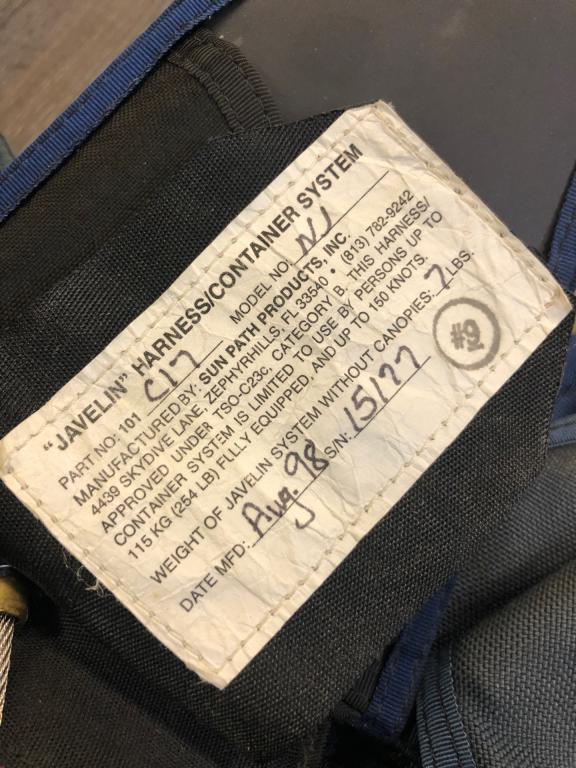 "JAVELIN" HARNESS/CONTAINER SYSTEM
PART NO: 101 C17 MODEL NO: NJ
MANUFACTURED BY: SUN PATH PRODUCTS, INC.
4439 SKYDIVE LANE, ZEPHYRHILLS, FL 33540 • (813) 782-9242
APPROVED UNDER TSO-C23c, CATEGORY B. THIS HARNESS/
CONTAINER SYSTEM IS LIMITED TO USE BY PERSONS UP TO
115 KG (254 LB) FULLY EQUIPPED, AND UP TO 150 KNOTS.
WEIGHT OF JAVELIN SYSTEM WITHOUT CANOPIES: 7 LBS.
DATE MFD: Aug. 98 S/N: 15177
#9